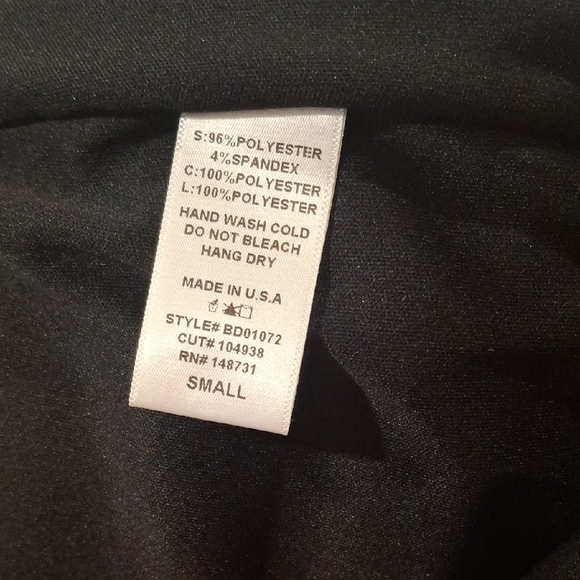 S:96%POLYESTER
4%SPANDEX
C:100%POLYESTER
L:100%POLYESTER
HAND WASH COLD
DO NOT BLEACH
HANG DRY
MADE IN U.S.A
STYLE# BD01072
CUT# 104938
RN# 148731
SMALL